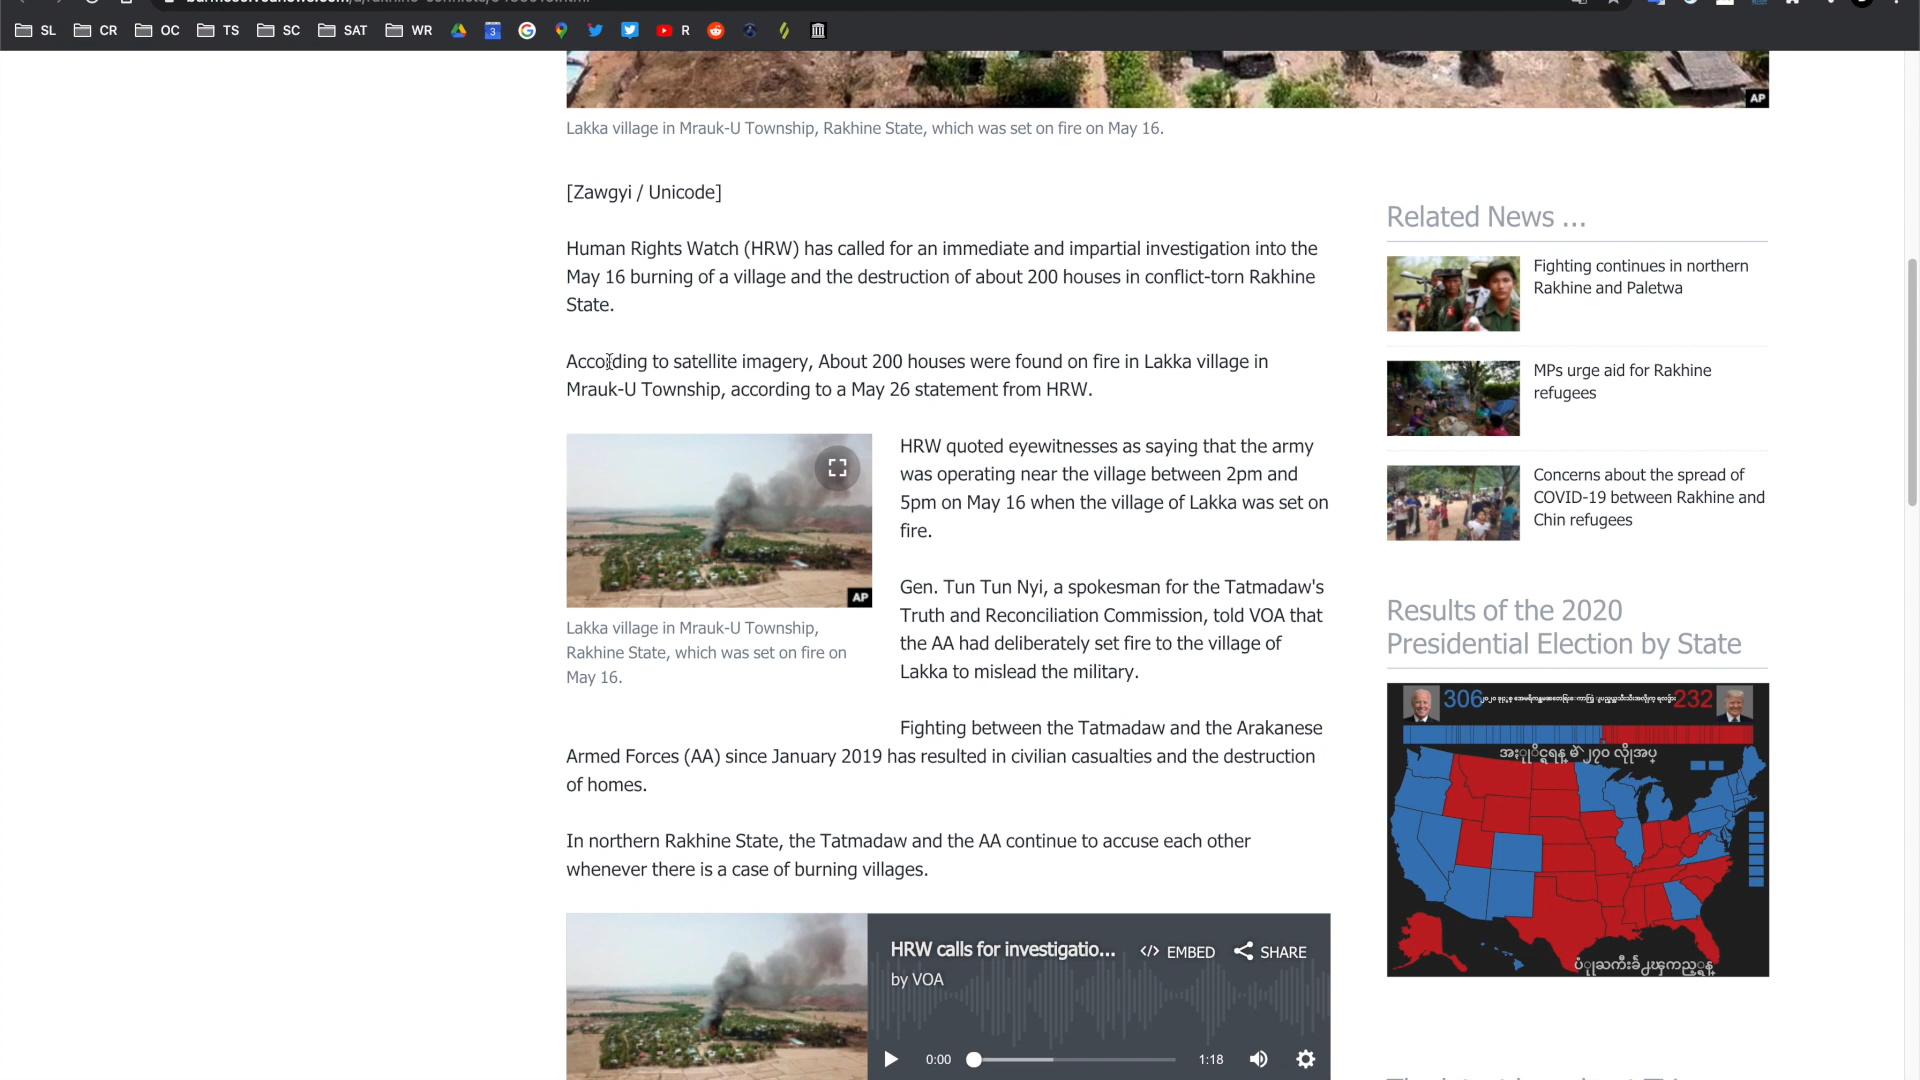 SL
CR
OC
TS
SC
SAT
WR
3
R
AP
Lakka village in Mrauk-U Township, Rakhine State, which was set on fire on May 16.
[Zawgyi / Unicode]
Human Rights Watch (HRW) has called for an immediate and impartial investigation into the
May 16 burning of a village and the destruction of about 200 houses in conflict-torn Rakhine
State.
According to satellite imagery, About 200 houses were found on fire in Lakka village in
Mrauk-U Township, according to a May 26 statement from HRW.
AP
Lakka village in Mrauk-U Township,
Rakhine State, which was set on fire on
May 16.
HRW quoted eyewitnesses as saying that the army
was operating near the village between 2pm and
5pm on May 16 when the village of Lakka was set on
fire.
Gen. Tun Tun Nyi, a spokesman for the Tatmadaw's
Truth and Reconciliation Commission, told VOA that
the AA had deliberately set fire to the village of
Lakka to mislead the military.
Fighting between the Tatmadaw and the Arakanese
Armed Forces (AA) since January 2019 has resulted in civilian casualties and the destruction
of homes.
In northern Rakhine State, the Tatmadaw and the AA continue to accuse each other
whenever there is a case of burning villages.
HRW calls for investigatio...
EMBED
SHARE
by VOA
0:00
1:18
Related News ...
Fighting continues in northern
Rakhine and Paletwa
MPs urge aid for Rakhine
refugees
Concerns about the spread of
COVID-19 between Rakhine and
Chin refugees
Results of the 2020
Presidential Election by State
306
232